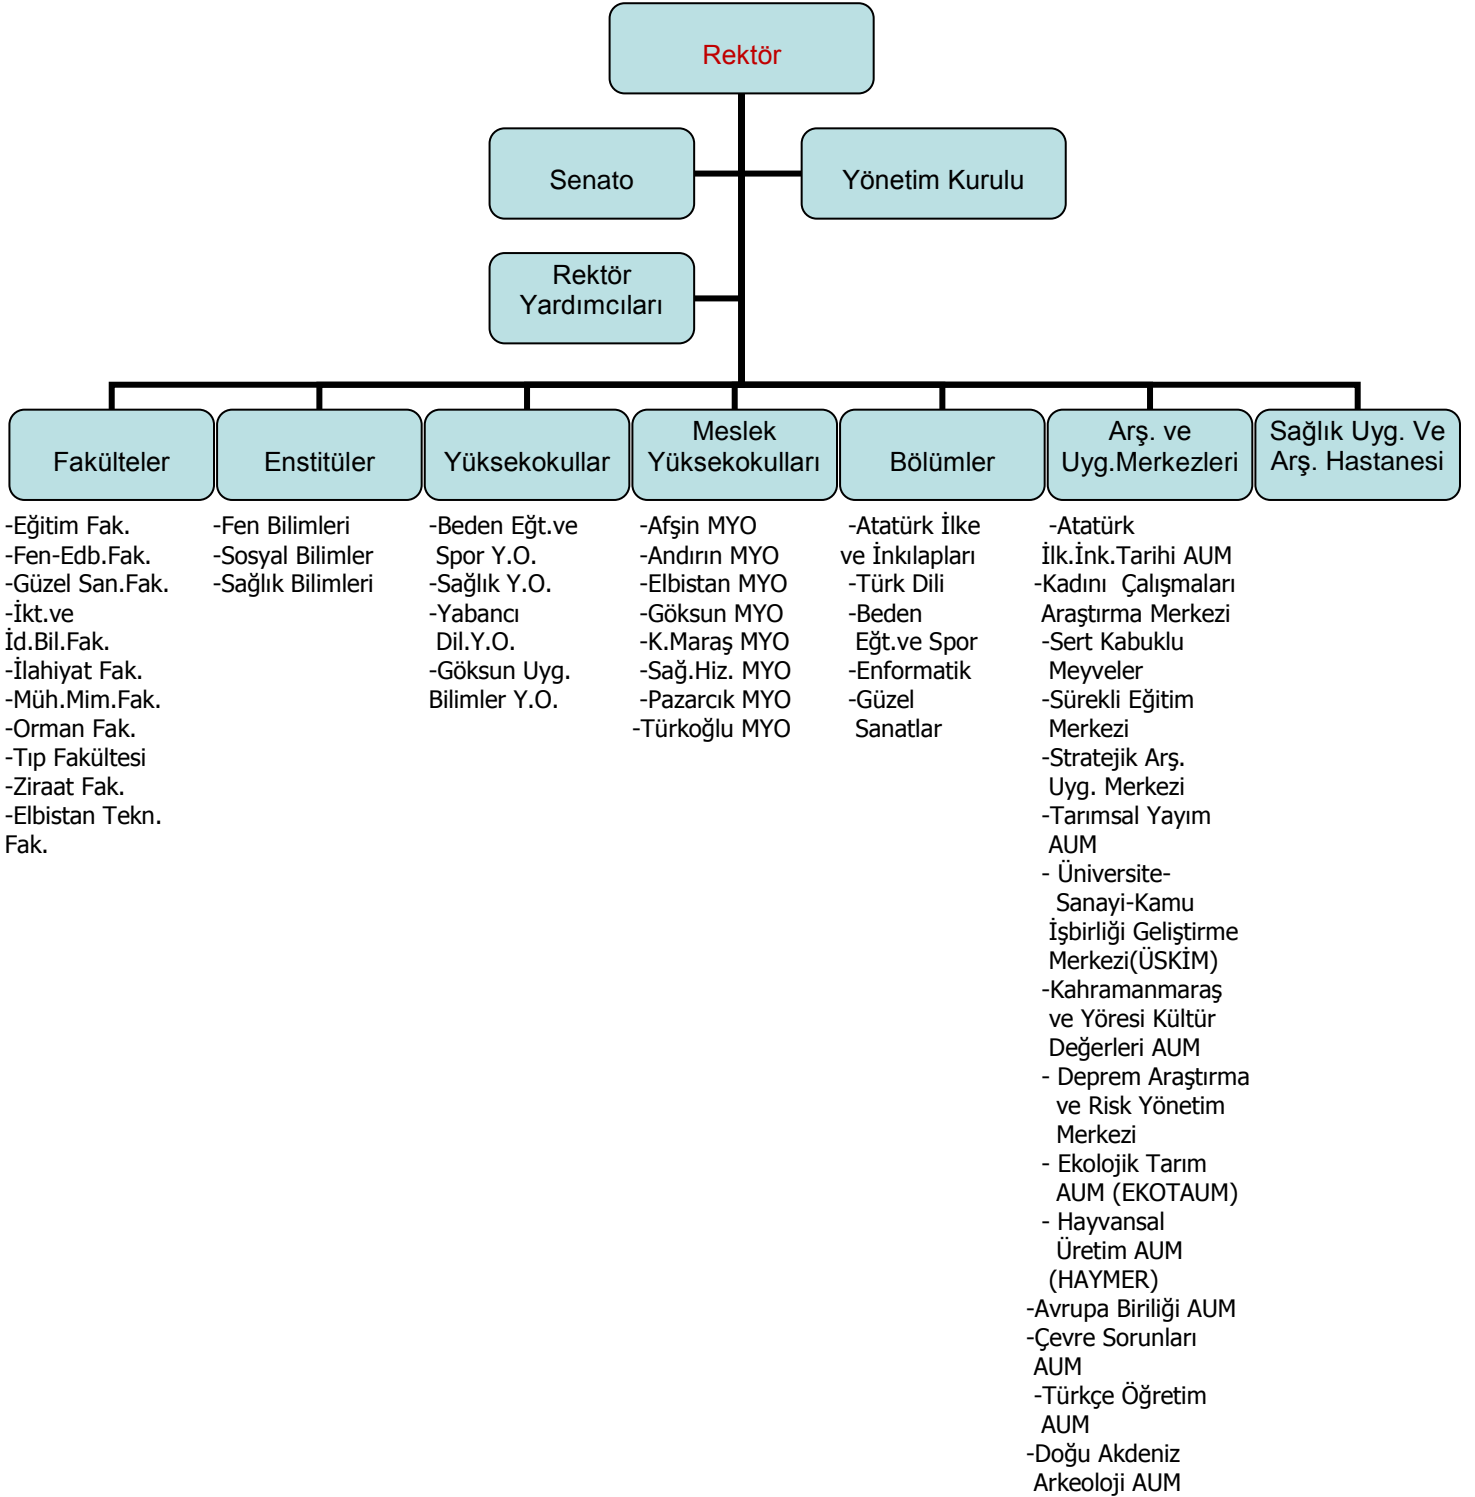 Rektör
Senato
Yönetim Kurulu
Rektör
Yardımcıları
Fakülteler
-Eğitim Fak.
-Fen-Edb.Fak.
-Güzel San.Fak.
-İkt.ve
İd.Bil.Fak.
-İlahiyat Fak.
-Müh.Mim.Fak.
-Orman Fak.
-Tıp Fakültesi
-Ziraat Fak.
-Elbistan Tekn.
Fak.
Enstitüler
-Fen Bilimleri
-Sosyal Bilimler
-Sağlık Bilimleri
Yüksekokullar
-Beden Eğt.ve
Spor Y.O.
-Sağlık Y.O.
-Yabancı
Dil.Y.O.
-Göksun Uyg.
Bilimler Y.O.
Meslek
Yüksekokulları
-Afşin MYO
-Andırın MYO
-Elbistan MYO
-Göksun MYO
-K.Maraş MYO
-Sağ.Hiz. MYO
-Pazarcık MYO
-Türkoğlu MYO
Bölümler
-Atatürk İlke
ve İnkılapları
-Türk Dili
-Beden
Eğt.ve Spor
-Enformatik
-Güzel
Sanatlar
Arş. ve
Uyg.Merkezleri
-Atatürk
İlk.İnk.Tarihi AUM
-Kadını Çalışmaları
Araştırma Merkezi
-Sert Kabuklu
Meyveler
-Sürekli Eğitim
Merkezi
-Stratejik Arş.
Uyg. Merkezi
-Tarımsal Yayım
AUM
- Üniversite-
Sanayi-Kamu
İşbirliği Geliştirme
Merkezi(ÜSKİM)
-Kahramanmaraş
ve Yöresi Kültür
Değerleri AUM
- Deprem Araştırma
ve Risk Yönetim
Merkezi
- Ekolojik Tarım
AUM (EKOTAUM)
- Hayvansal
Üretim AUM
(HAYMER)
-Avrupa Biriliği AUM
-Çevre Sorunları
AUM
-Türkçe Öğretim
AUM
-Doğu Akdeniz
Arkeoloji AUM
Sağlık Uyg. Ve
Arş. Hastanesi